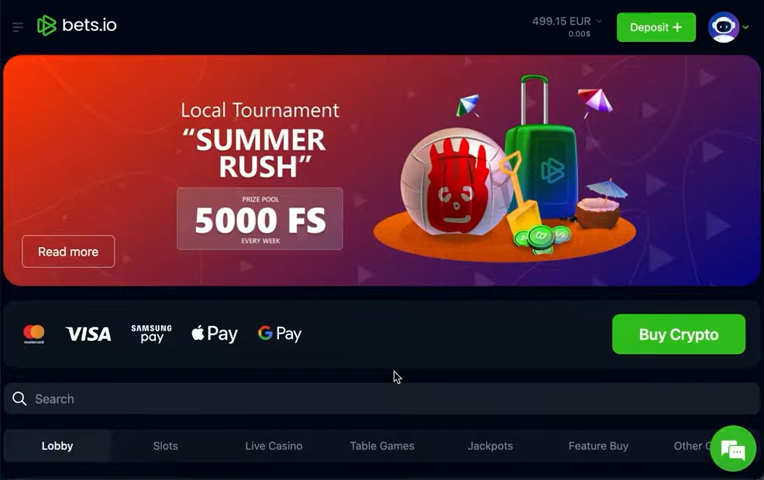 bets.io
499.15 EUR
0.00$
Deposit +
Local Tournament
“SUMMER
RUSH”
PRIZE POOL
5000 FS
EVERY WEEK
Read more
mastercard
VISA
SAMSUNG
pay
Pay
G Pay
Buy Crypto
Search
Lobby
Slots
Live Casino
Table Games
Jackpots
Feature Buy
Other